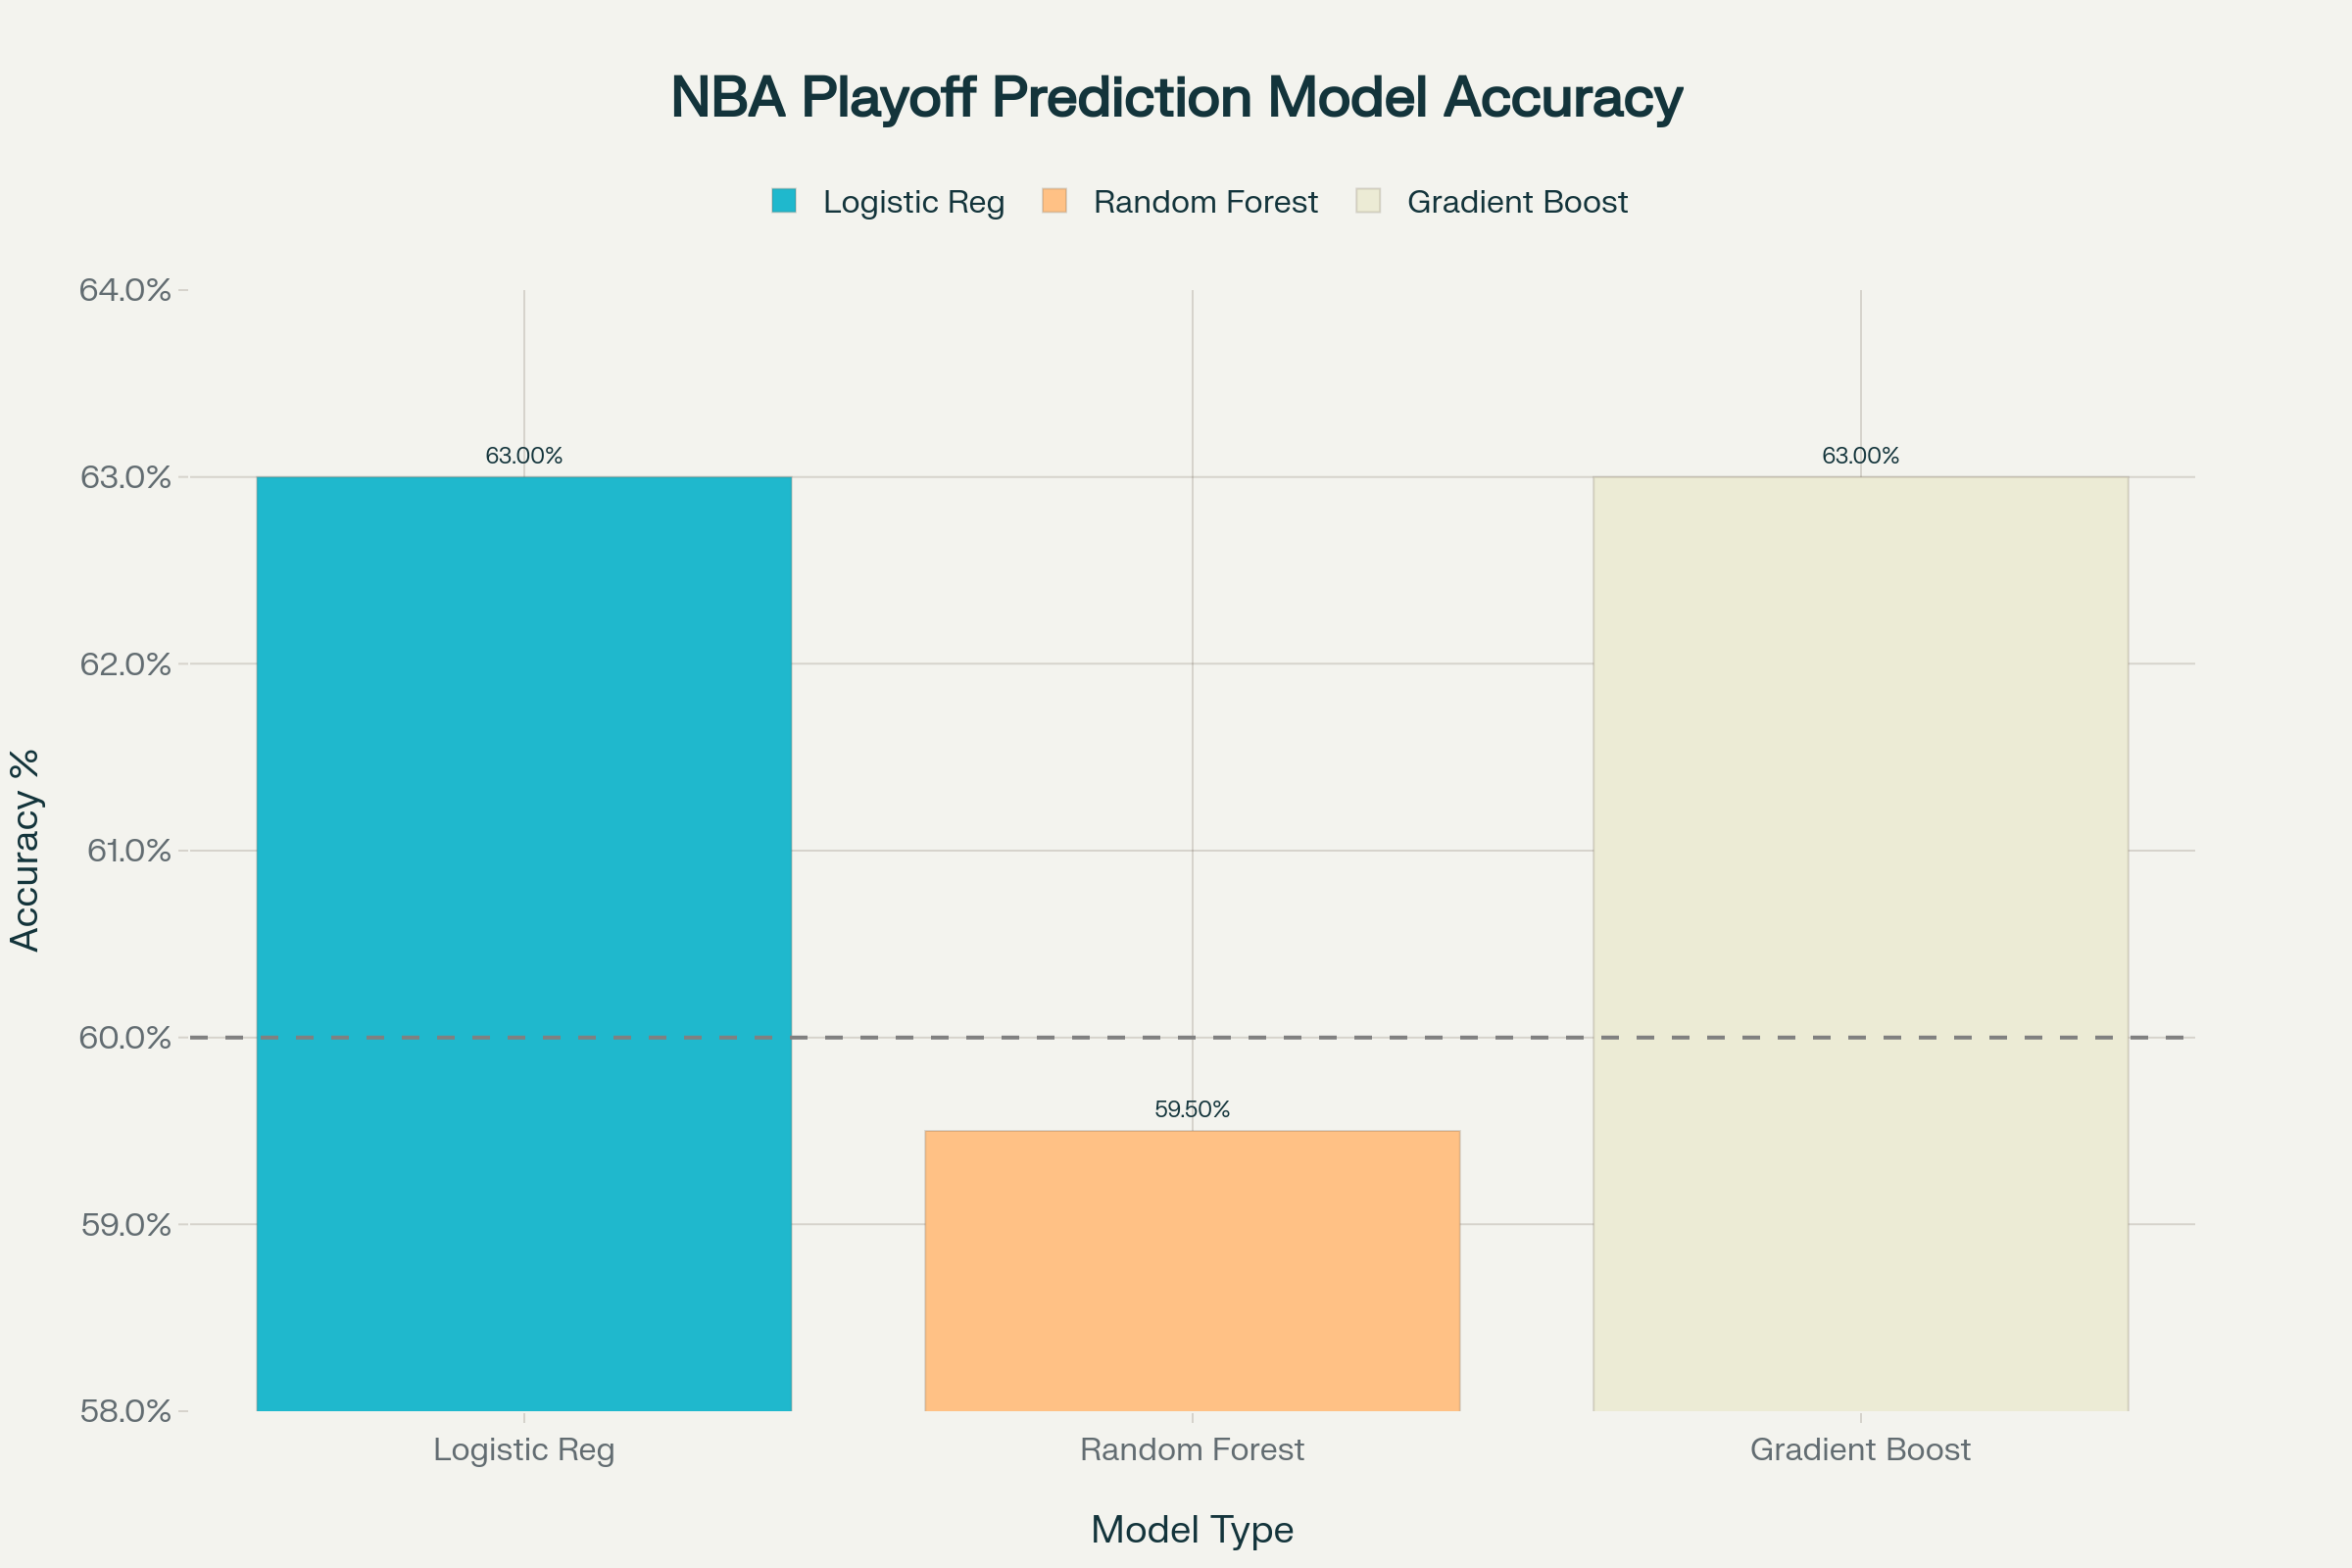 NBA Playoff Prediction Model Accuracy
Logistic Reg Random Forest Gradient Boost
64.0%
63.0%
62.0%
61.0%
60.0%
59.0%
58.0%
Accuracy %
63.00%
59.50%
63.00%
Logistic Reg Random Forest Gradient Boost
Model Type